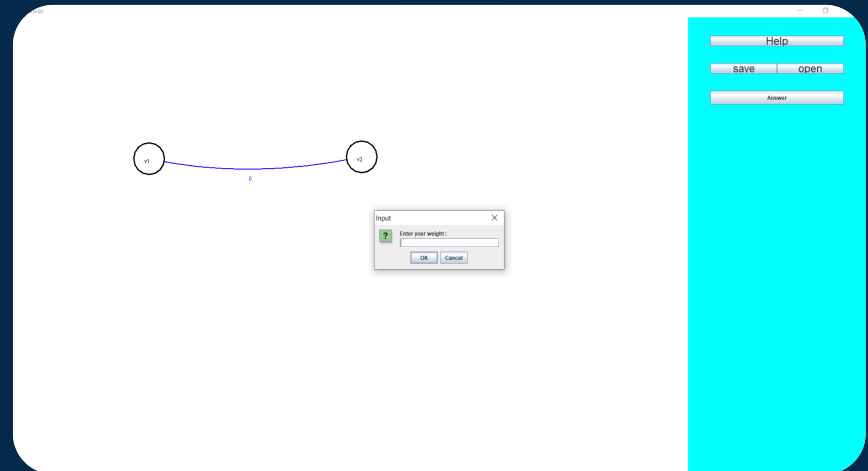 Help
save open
Answer
v1
v2
0
Input
?
Enter your weight :
OK Cancel